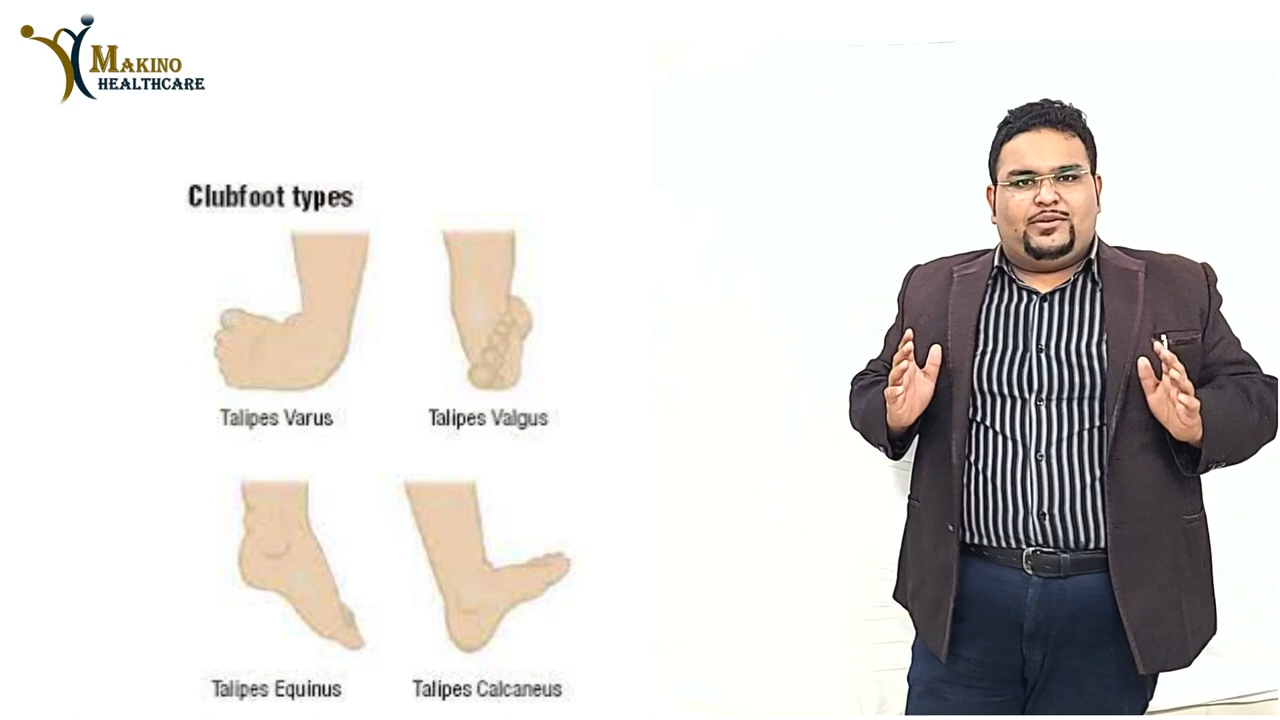 MAKINO
HEALTHCARE
Clubfoot types
Talipes Varus
Talipes Valgus
Talipes Equinus
Talipes Calcaneus